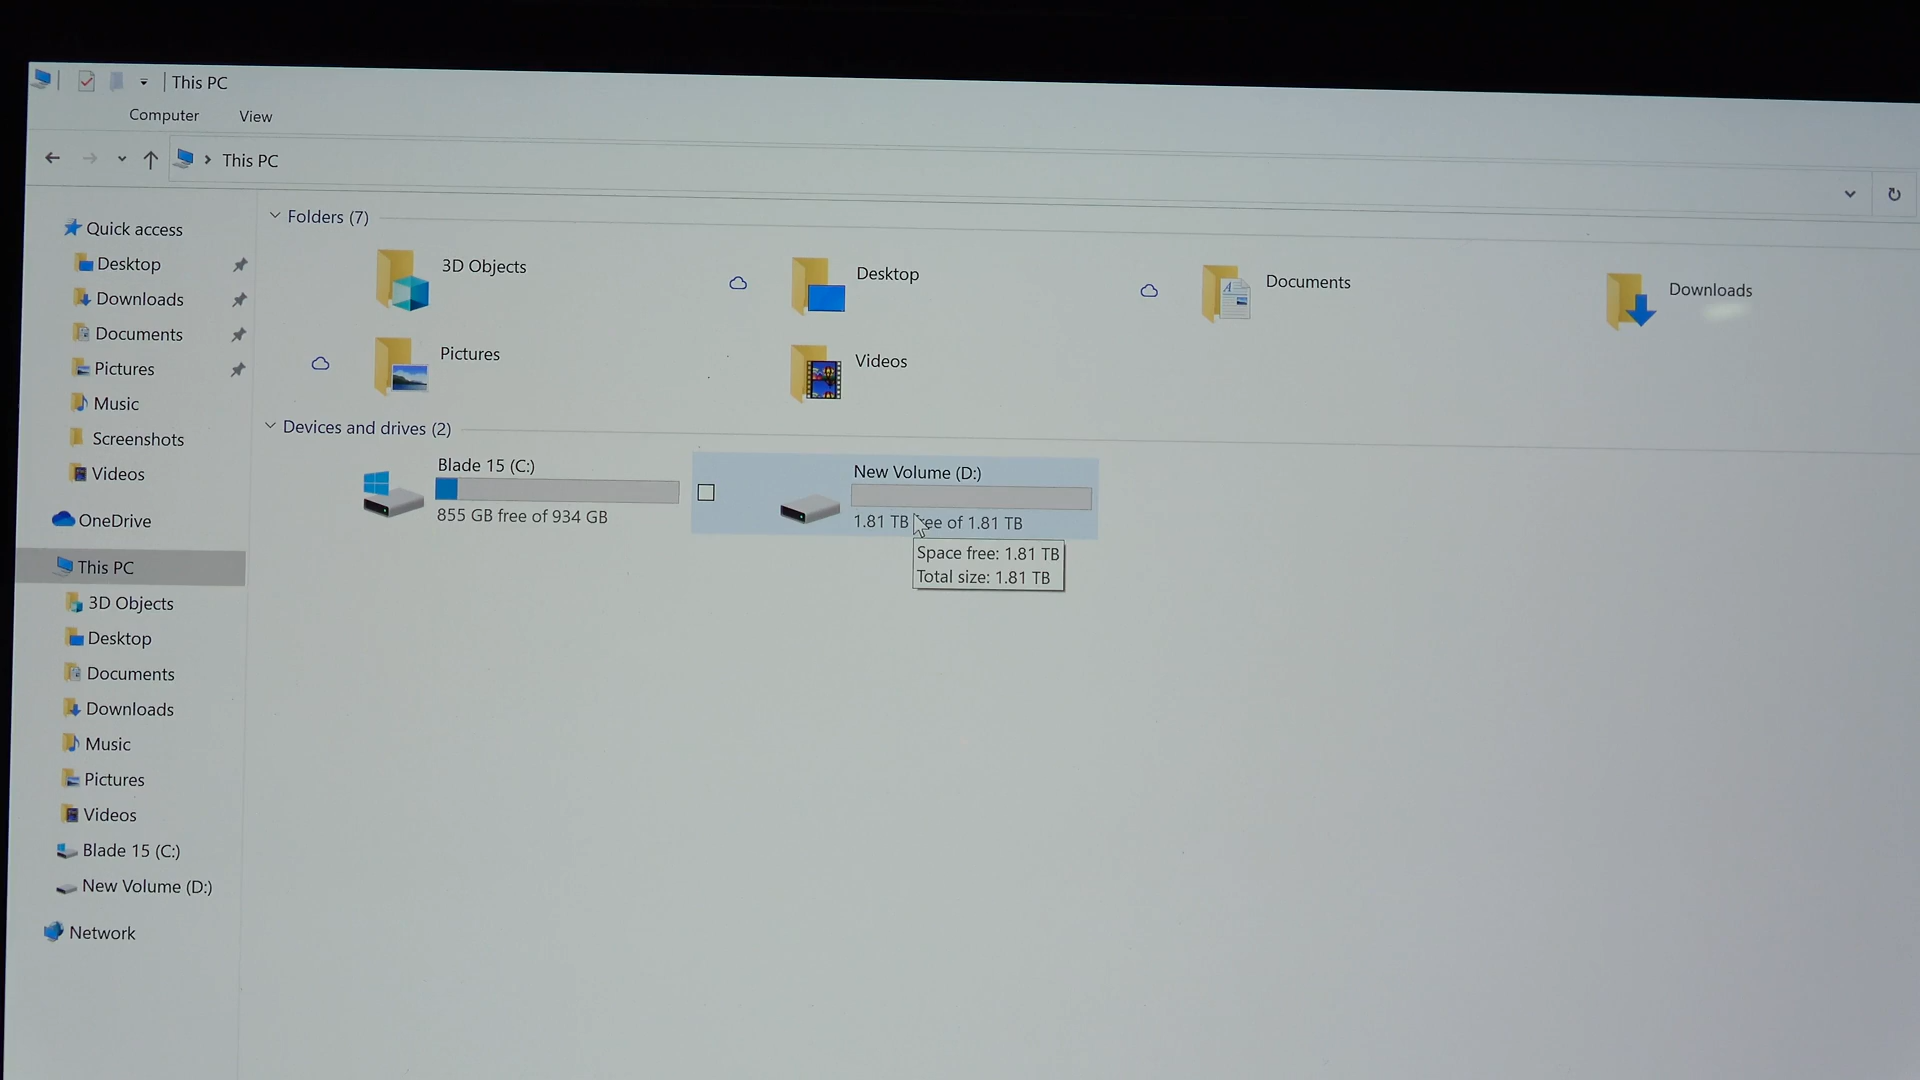 This PC
Computer View
This PC
Quick access
Desktop
Downloads
Documents
Pictures
Music
Screenshots
Videos
OneDrive
This PC
3D Objects
Desktop
Documents
Downloads
Music
Pictures
Videos
Blade 15 (C:)
New Volume (D:)
Network
Folders (7)
3D Objects
Desktop
Documents
Downloads
Pictures
Videos
Devices and drives (2)
Blade 15 (C:)
855 GB free of 934 GB
New Volume (D:)
1.81 TB free of 1.81 TB
Space free: 1.81 TB
Total size: 1.81 TB